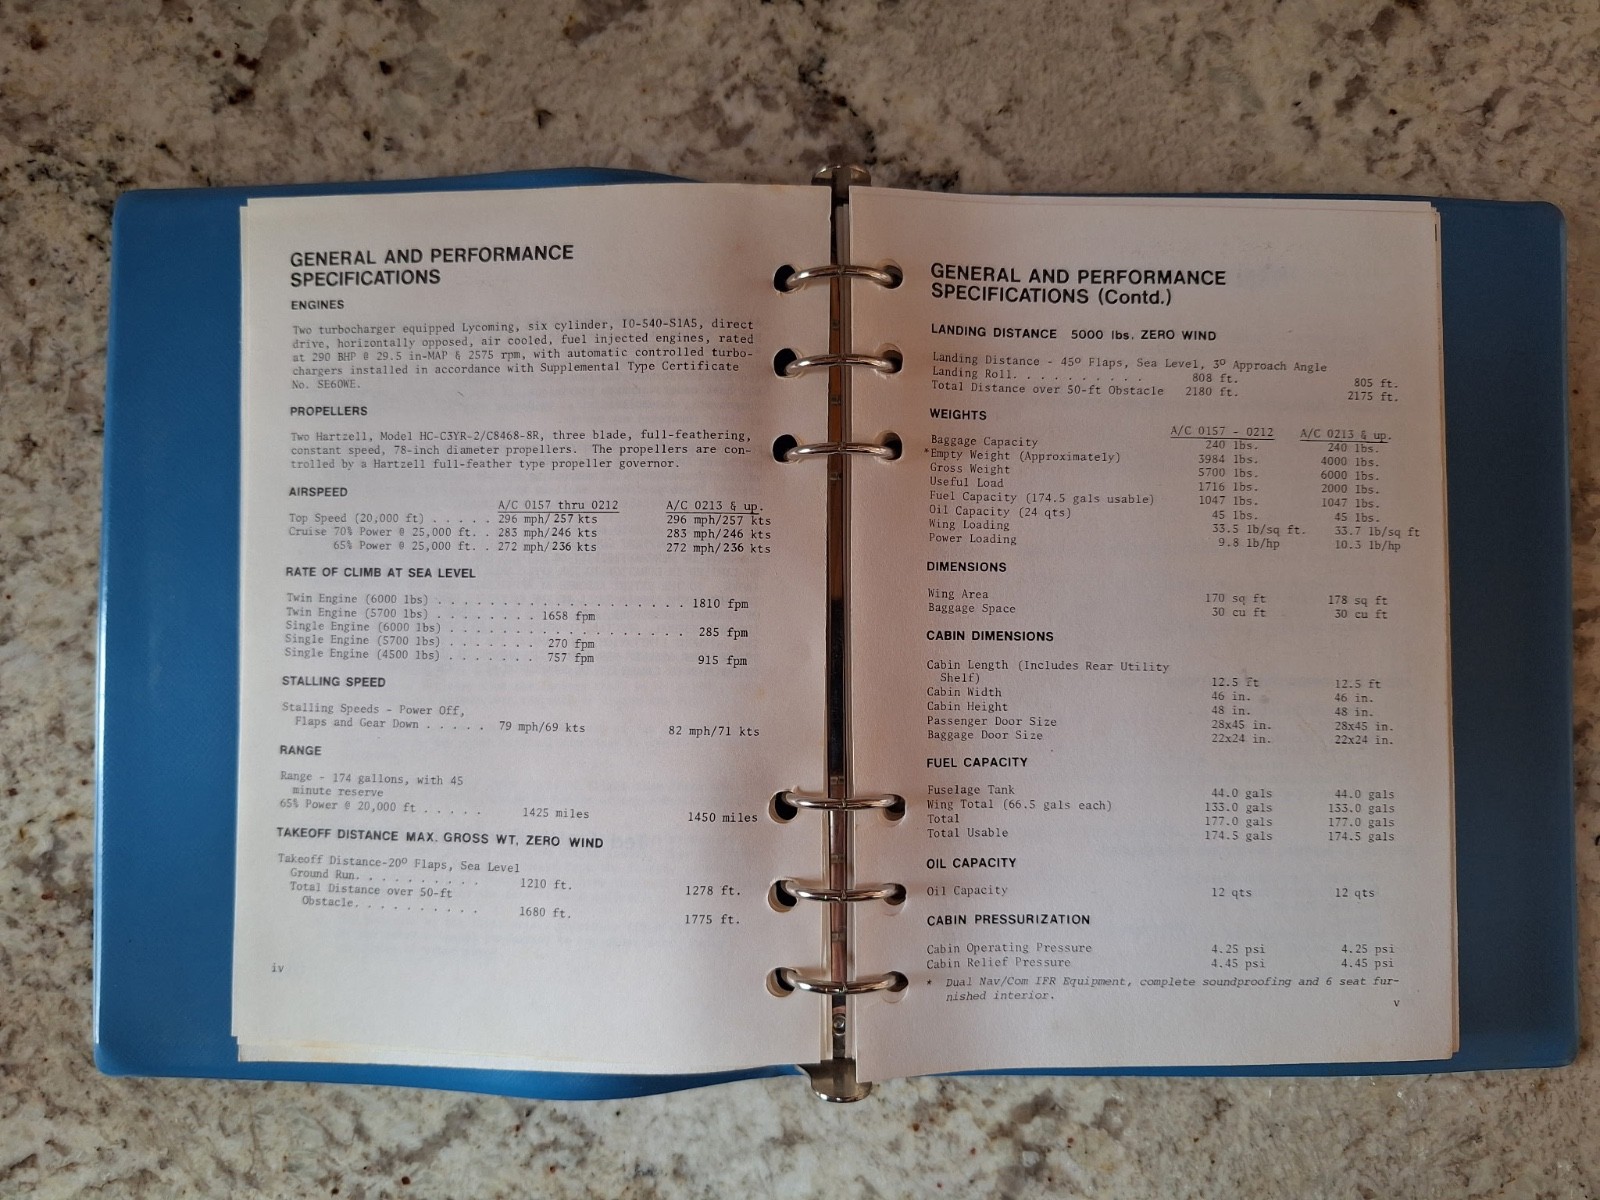 GENERAL AND PERFORMANCE
SPECIFICATIONS
ENGINES
Two turbocharger equipped Lycoming, six cylinder, IO-540-S1A5, direct
drive, horizontally opposed, air cooled, fuel injected engines, rated
at 290 BHP @ 29.5 in-MAP & 2575 rpm, with automatic controlled turbo-
chargers installed in accordance with Supplemental Type Certificate
No. SE60WE.
PROPELLERS
Two Hartzell, Model HC-C3YR-2/C8468-8R, three blade, full-feathering,
constant speed, 78-inch diameter propellers. The propellers are con-
trolled by a Hartzell full-feather type propeller governor.
AIRSPEED
A/C 0157 thru 0212 A/C 0213 & up.
Top Speed (20,000 ft) . . . . . 296 mph/257 kts 296 mph/257 kts
Cruise 70% Power @ 25,000 ft. . 283 mph/246 kts 283 mph/246 kts
65% Power @ 25,000 ft. . 272 mph/236 kts 272 mph/236 kts
RATE OF CLIMB AT SEA LEVEL
Twin Engine (6000 lbs) . . . . . . . . . . . . . . . . . . . 1810 fpm
Twin Engine (5700 lbs) . . . . . . . 1658 fpm
Single Engine (6000 lbs) . . . . . . . . . . . . . . . . . . 285 fpm
Single Engine (5700 lbs) . . . . . . . 270 fpm
Single Engine (4500 lbs) . . . . . . . 757 fpm 915 fpm
STALLING SPEED
Stalling Speeds - Power Off,
Flaps and Gear Down . . . . . 79 mph/69 kts 82 mph/71 kts
RANGE
Range - 174 gallons, with 45
minute reserve
65% Power @ 20,000 ft . . . . . 1425 miles 1450 miles
TAKEOFF DISTANCE MAX. GROSS WT, ZERO WIND
Takeoff Distance-20º Flaps, Sea Level
Ground Run. . . . . . . . . . 1210 ft. 1278 ft.
Total Distance over 50-ft
Obstacle. . . . . . . . . . 1680 ft. 1775 ft.
iv
GENERAL AND PERFORMANCE
SPECIFICATIONS (Contd.)
LANDING DISTANCE 5000 lbs. ZERO WIND
Landing Distance - 45º Flaps, Sea Level, 3º Approach Angle
Landing Roll. . . . . . . . . . 808 ft. 805 ft.
Total Distance over 50-ft Obstacle 2180 ft. 2175 ft.
WEIGHTS
A/C 0157 - 0212 A/C 0213 & up.
Baggage Capacity 240 lbs. 240 lbs.
*Empty Weight (Approximately) 3984 lbs. 4000 lbs.
Gross Weight 5700 lbs. 6000 lbs.
Useful Load 1716 lbs. 2000 lbs.
Fuel Capacity (174.5 gals usable) 1047 lbs. 1047 lbs.
Oil Capacity (24 qts) 45 lbs. 45 lbs.
Wing Loading 33.5 lb/sq ft. 33.7 lb/sq ft
Power Loading 9.8 lb/hp 10.3 lb/hp
DIMENSIONS
Wing Area 170 sq ft 178 sq ft
Baggage Space 30 cu ft 30 cu ft
CABIN DIMENSIONS
Cabin Length (Includes Rear Utility
Shelf) 12.5 ft 12.5 ft
Cabin Width 46 in. 46 in.
Cabin Height 48 in. 48 in.
Passenger Door Size 28x45 in. 28x45 in.
Baggage Door Size 22x24 in. 22x24 in.
FUEL CAPACITY
Fuselage Tank 44.0 gals 44.0 gals
Wing Total (66.5 gals each) 133.0 gals 133.0 gals
Total 177.0 gals 177.0 gals
Total Usable 174.5 gals 174.5 gals
OIL CAPACITY
Oil Capacity 12 qts 12 qts
CABIN PRESSURIZATION
Cabin Operating Pressure 4.25 psi 4.25 psi
Cabin Relief Pressure 4.45 psi 4.45 psi
* Dual Nav/Com IFR Equipment, complete soundproofing and 6 seat fur-
nished interior.
v